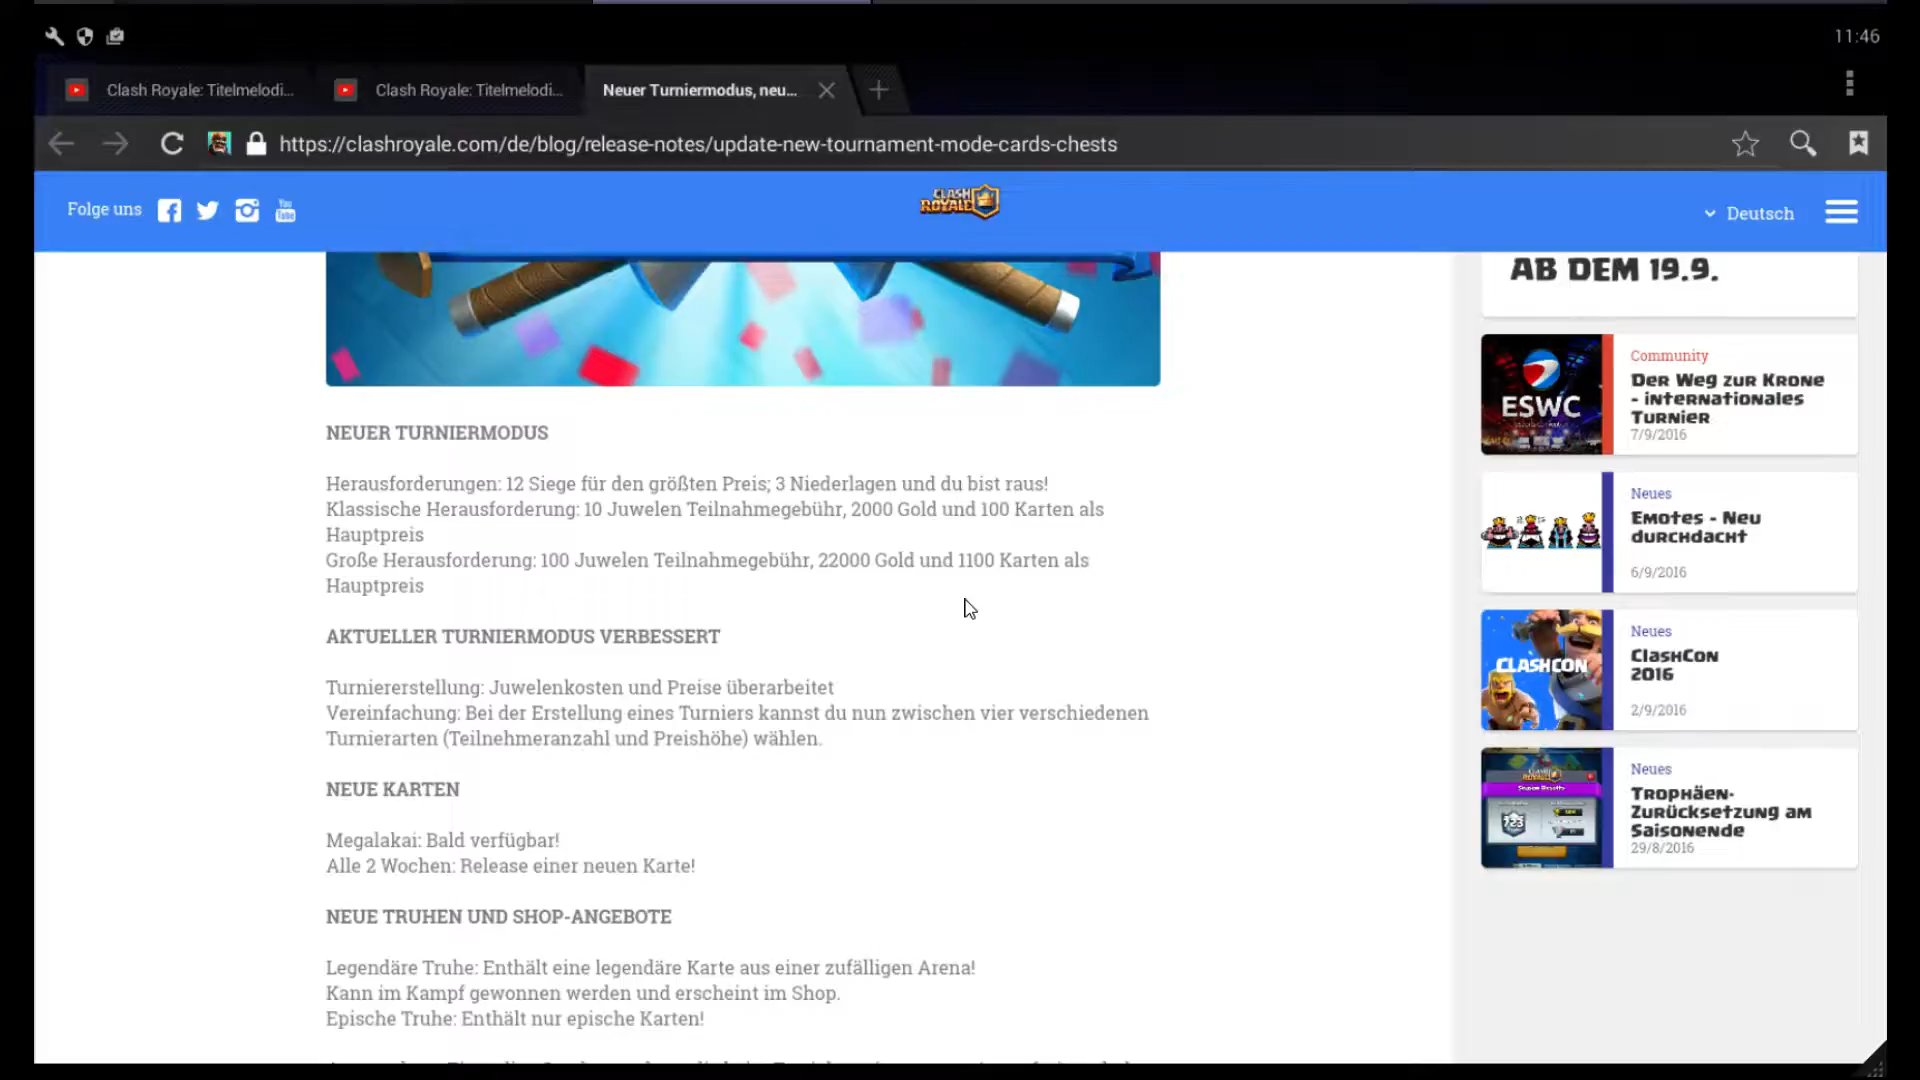 11:46
Clash Royale: Titelmelodi...
Clash Royale: Titelmelodi...
Neuer Turniermodus, neu...
https://clashroyale.com/de/blog/release-notes/update-new-tournament-mode-cards-chests
Folge uns
You Tube
CLASH ROYALE
Deutsch
AB DEM 19.9.
NEUER TURNIERMODUS
Herausforderungen: 12 Siege für den größten Preis; 3 Niederlagen und du bist raus!
Klassische Herausforderung: 10 Juwelen Teilnahmegebühr, 2000 Gold und 100 Karten als
Hauptpreis
Große Herausforderung: 100 Juwelen Teilnahmegebühr, 22000 Gold und 1100 Karten als
Hauptpreis
AKTUELLER TURNIERMODUS VERBESSERT
Turniererstellung: Juwelenkosten und Preise überarbeitet
Vereinfachung: Bei der Erstellung eines Turniers kannst du nun zwischen vier verschiedenen
Turnierarten (Teilnehmeranzahl und Preishöhe) wählen.
NEUE KARTEN
Megalakai: Bald verfügbar!
Alle 2 Wochen: Release einer neuen Karte!
NEUE TRUHEN UND SHOP-ANGEBOTE
Legendäre Truhe: Enthält eine legendäre Karte aus einer zufälligen Arena!
Kann im Kampf gewonnen werden und erscheint im Shop.
Epische Truhe: Enthält nur epische Karten!
ESWC
Community
Der Weg zur Krone
- internationales
Turnier
7/9/2016
Neues
Emotes - Neu
durchdacht
6/9/2016
CLASHCON
Neues
ClashCon
2016
2/9/2016
Season Results
723
Neues
Trophäen-
Zurücksetzung am
Saisonende
29/8/2016